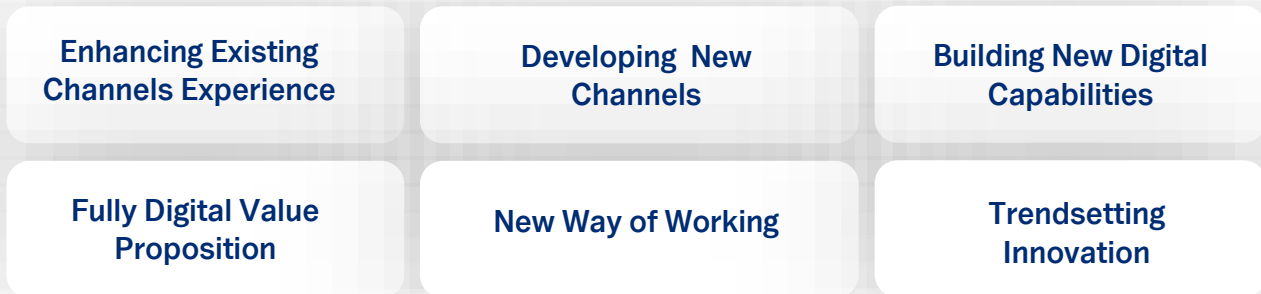 Enhancing Existing
Channels Experience
Developing  New
Channels
Building New Digital
Capabilities
Fully Digital Value
Proposition
New Way of Working
Trendsetting
Innovation